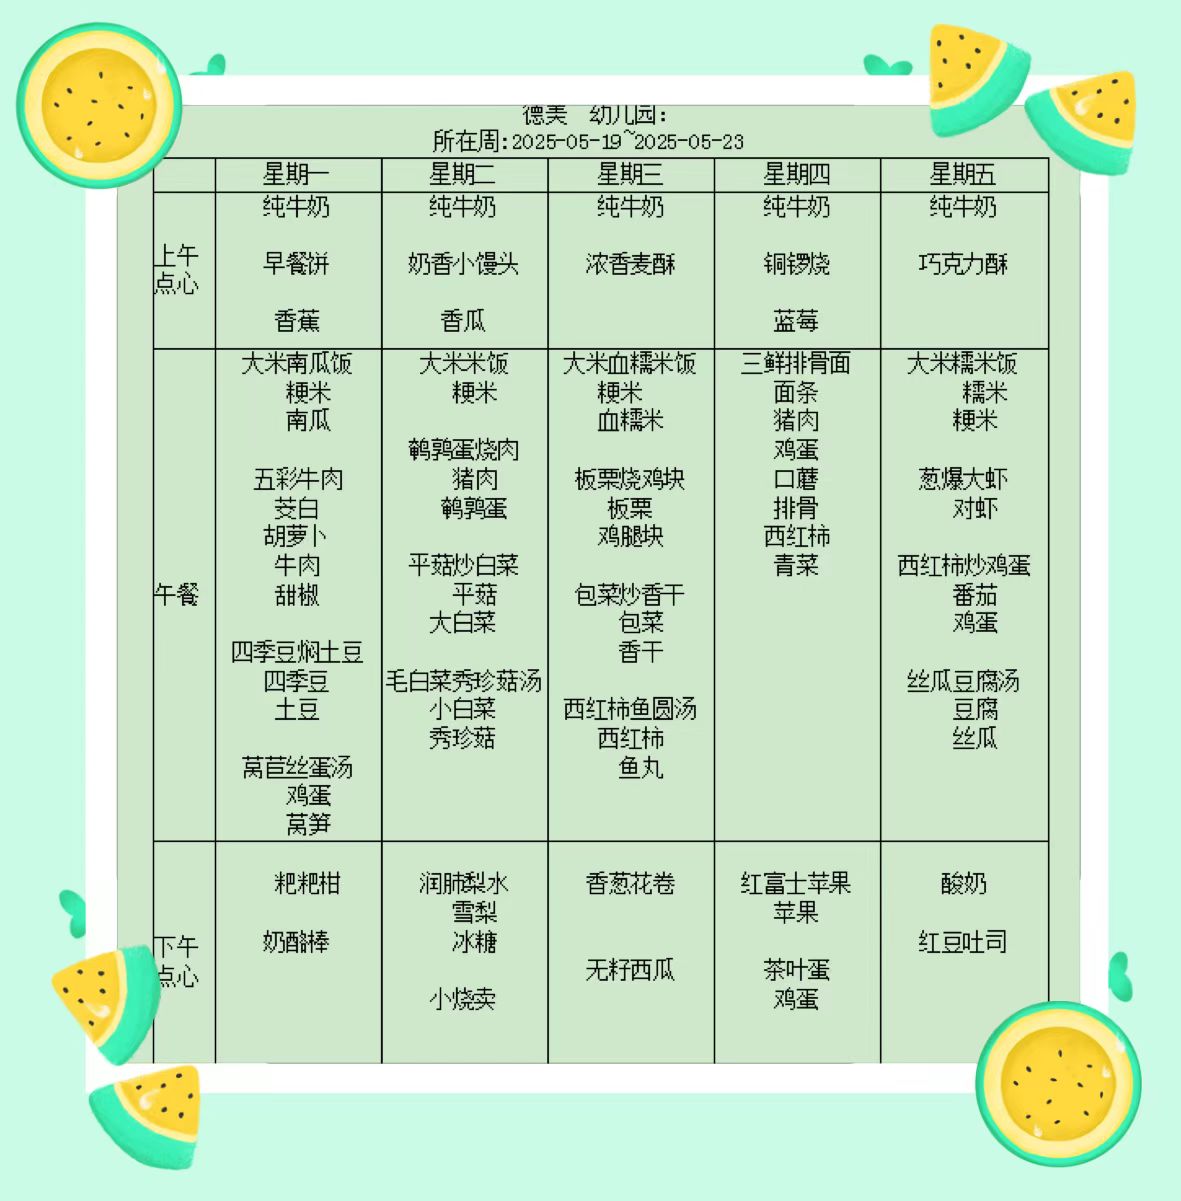 德美 幼儿园:
所在周:2025-05-19~2025-05-23
星期一 星期二 星期三 星期四 星期五
上午
点心
纯牛奶
早餐饼
香蕉
纯牛奶
奶香小馒头
香瓜
纯牛奶
浓香麦酥
纯牛奶
铜锣烧
蓝莓
纯牛奶
巧克力酥
午餐
大米南瓜饭
粳米
南瓜
五彩牛肉
茭白
胡萝卜
牛肉
甜椒
四季豆焖土豆
四季豆
土豆
莴苣丝蛋汤
鸡蛋
莴笋
大米米饭
粳米
鹌鹑蛋烧肉
猪肉
鹌鹑蛋
平菇炒白菜
平菇
大白菜
毛白菜秀珍菇汤
小白菜
秀珍菇
大米血糯米饭
粳米
血糯米
板栗烧鸡块
板栗
鸡腿块
包菜炒香干
包菜
香干
西红柿鱼圆汤
西红柿
鱼丸
三鲜排骨面
面条
猪肉
鸡蛋
口蘑
排骨
西红柿
青菜
大米糯米饭
糯米
粳米
葱爆大虾
对虾
西红柿炒鸡蛋
番茄
鸡蛋
丝瓜豆腐汤
豆腐
丝瓜
下午
点心
粑粑柑
奶酪棒
润肺梨水
雪梨
冰糖
小烧卖
香葱花卷
无籽西瓜
红富士苹果
苹果
茶叶蛋
鸡蛋
酸奶
红豆吐司